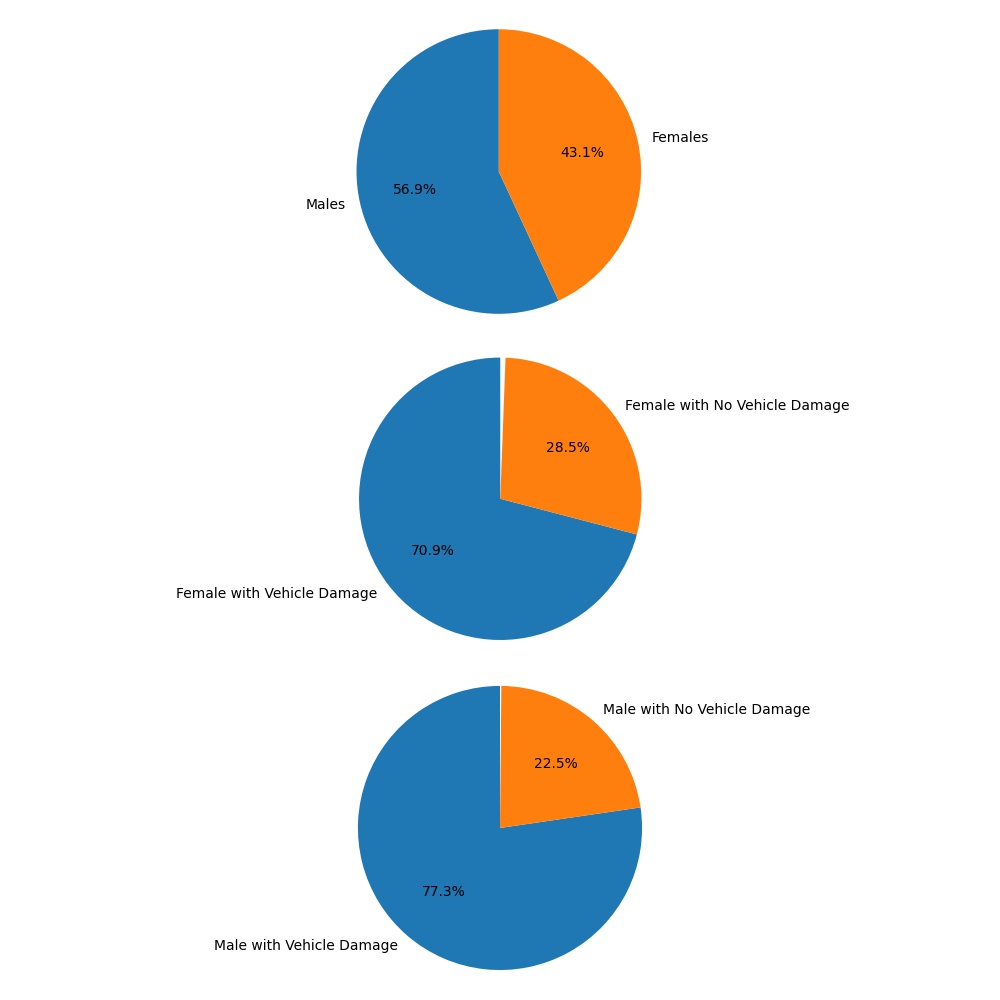 Females
43.1%
56.9%
Males
Female with No Vehicle Damage
28.5%
70.9%
Female with Vehicle Damage
Male with No Vehicle Damage
22.5%
77.3%
Male with Vehicle Damage